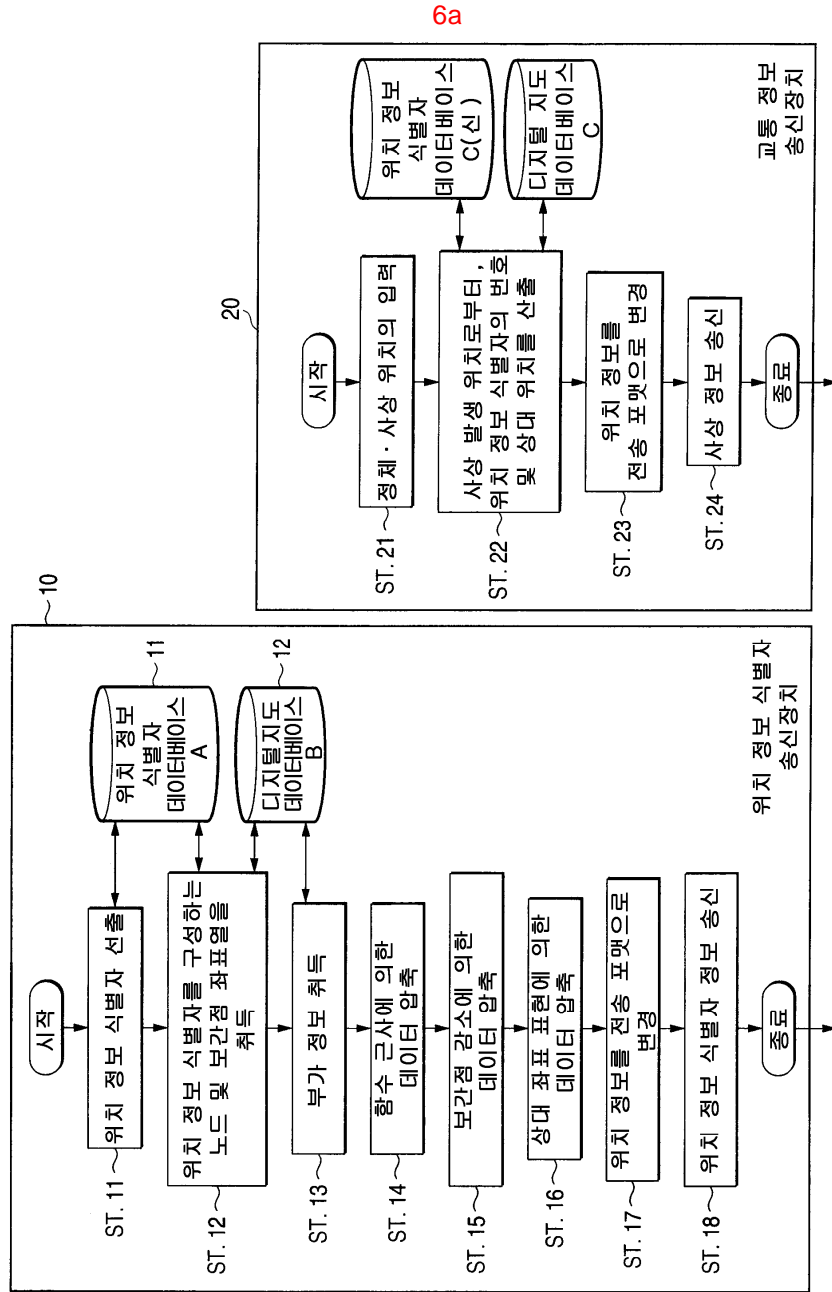 6a
10
시작
ST. 11
위치 정보 식별자 선출
위치 정보
식별자
데이터베이스
A
11
ST. 12
위치 정보 식별자를 구성하는
노드 및 보간점 좌표열을
취득
디지털지도
데이터베이스
B
12
ST. 13
부가 정보 취득
ST. 14
함수 근사에 의한
데이터 압축
ST. 15
보간점 감소에 의한
데이터 압축
ST. 16
상대 좌표 표현에 의한
데이터 압축
ST. 17
위치 정보를 전송 포맷으로
변경
ST. 18
위치 정보 식별자 정보 송신
종료
위치 정보 식별자
송신장치
20
시작
ST. 21
정체·사상 위치의 입력
ST. 22
사상 발생 위치로부터,
위치 정보 식별자의 번호
및 상대 위치를 산출
위치 정보
식별자
데이터베이스
C(신)
디지털 지도
데이터베이스
C
ST. 23
위치 정보를
전송 포맷으로 변경
ST. 24
사상 정보 송신
종료
교통 정보
송신장치